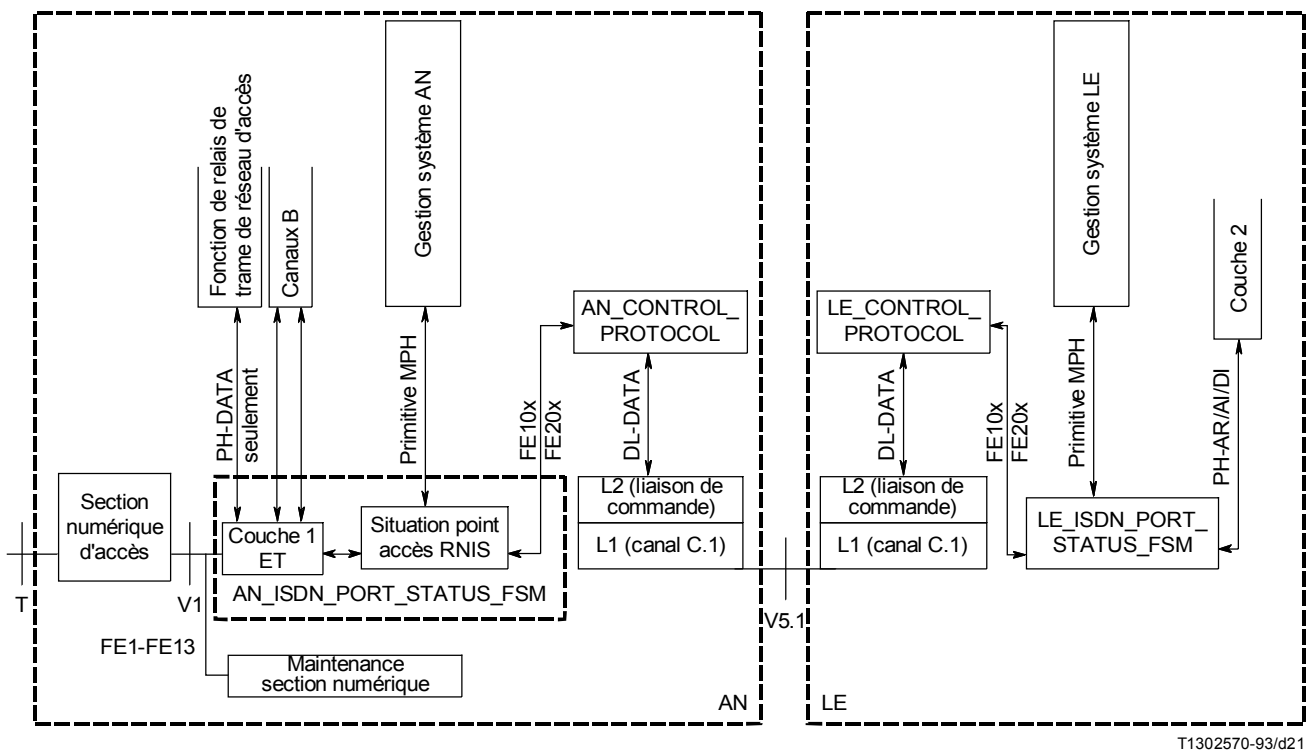 Fonction de relais de
trame de réseau d'accès
Canaux B
Gestion système AN
Gestion système LE
Couche 2
AN_CONTROL_
PROTOCOL
LE_CONTROL_
PROTOCOL
PH-DATA
seulement
Primitive MPH
FE10x
FE20x
DL-DATA
DL-DATA
FE10x
FE20x
Primitive MPH
PH-AR/AI/DI
Section
numérique
d'accès
Couche 1
ET
Situation point
accès RNIS
L2 (liaison de
commande)
L1 (canal C.1)
L2 (liaison de
commande)
L1 (canal C.1)
LE_ISDN_PORT_
STATUS_FSM
T
V1
AN_ISDN_PORT_STATUS_FSM
V5.1
FE1-FE13
Maintenance
section numérique
AN
LE
T1302570-93/d21